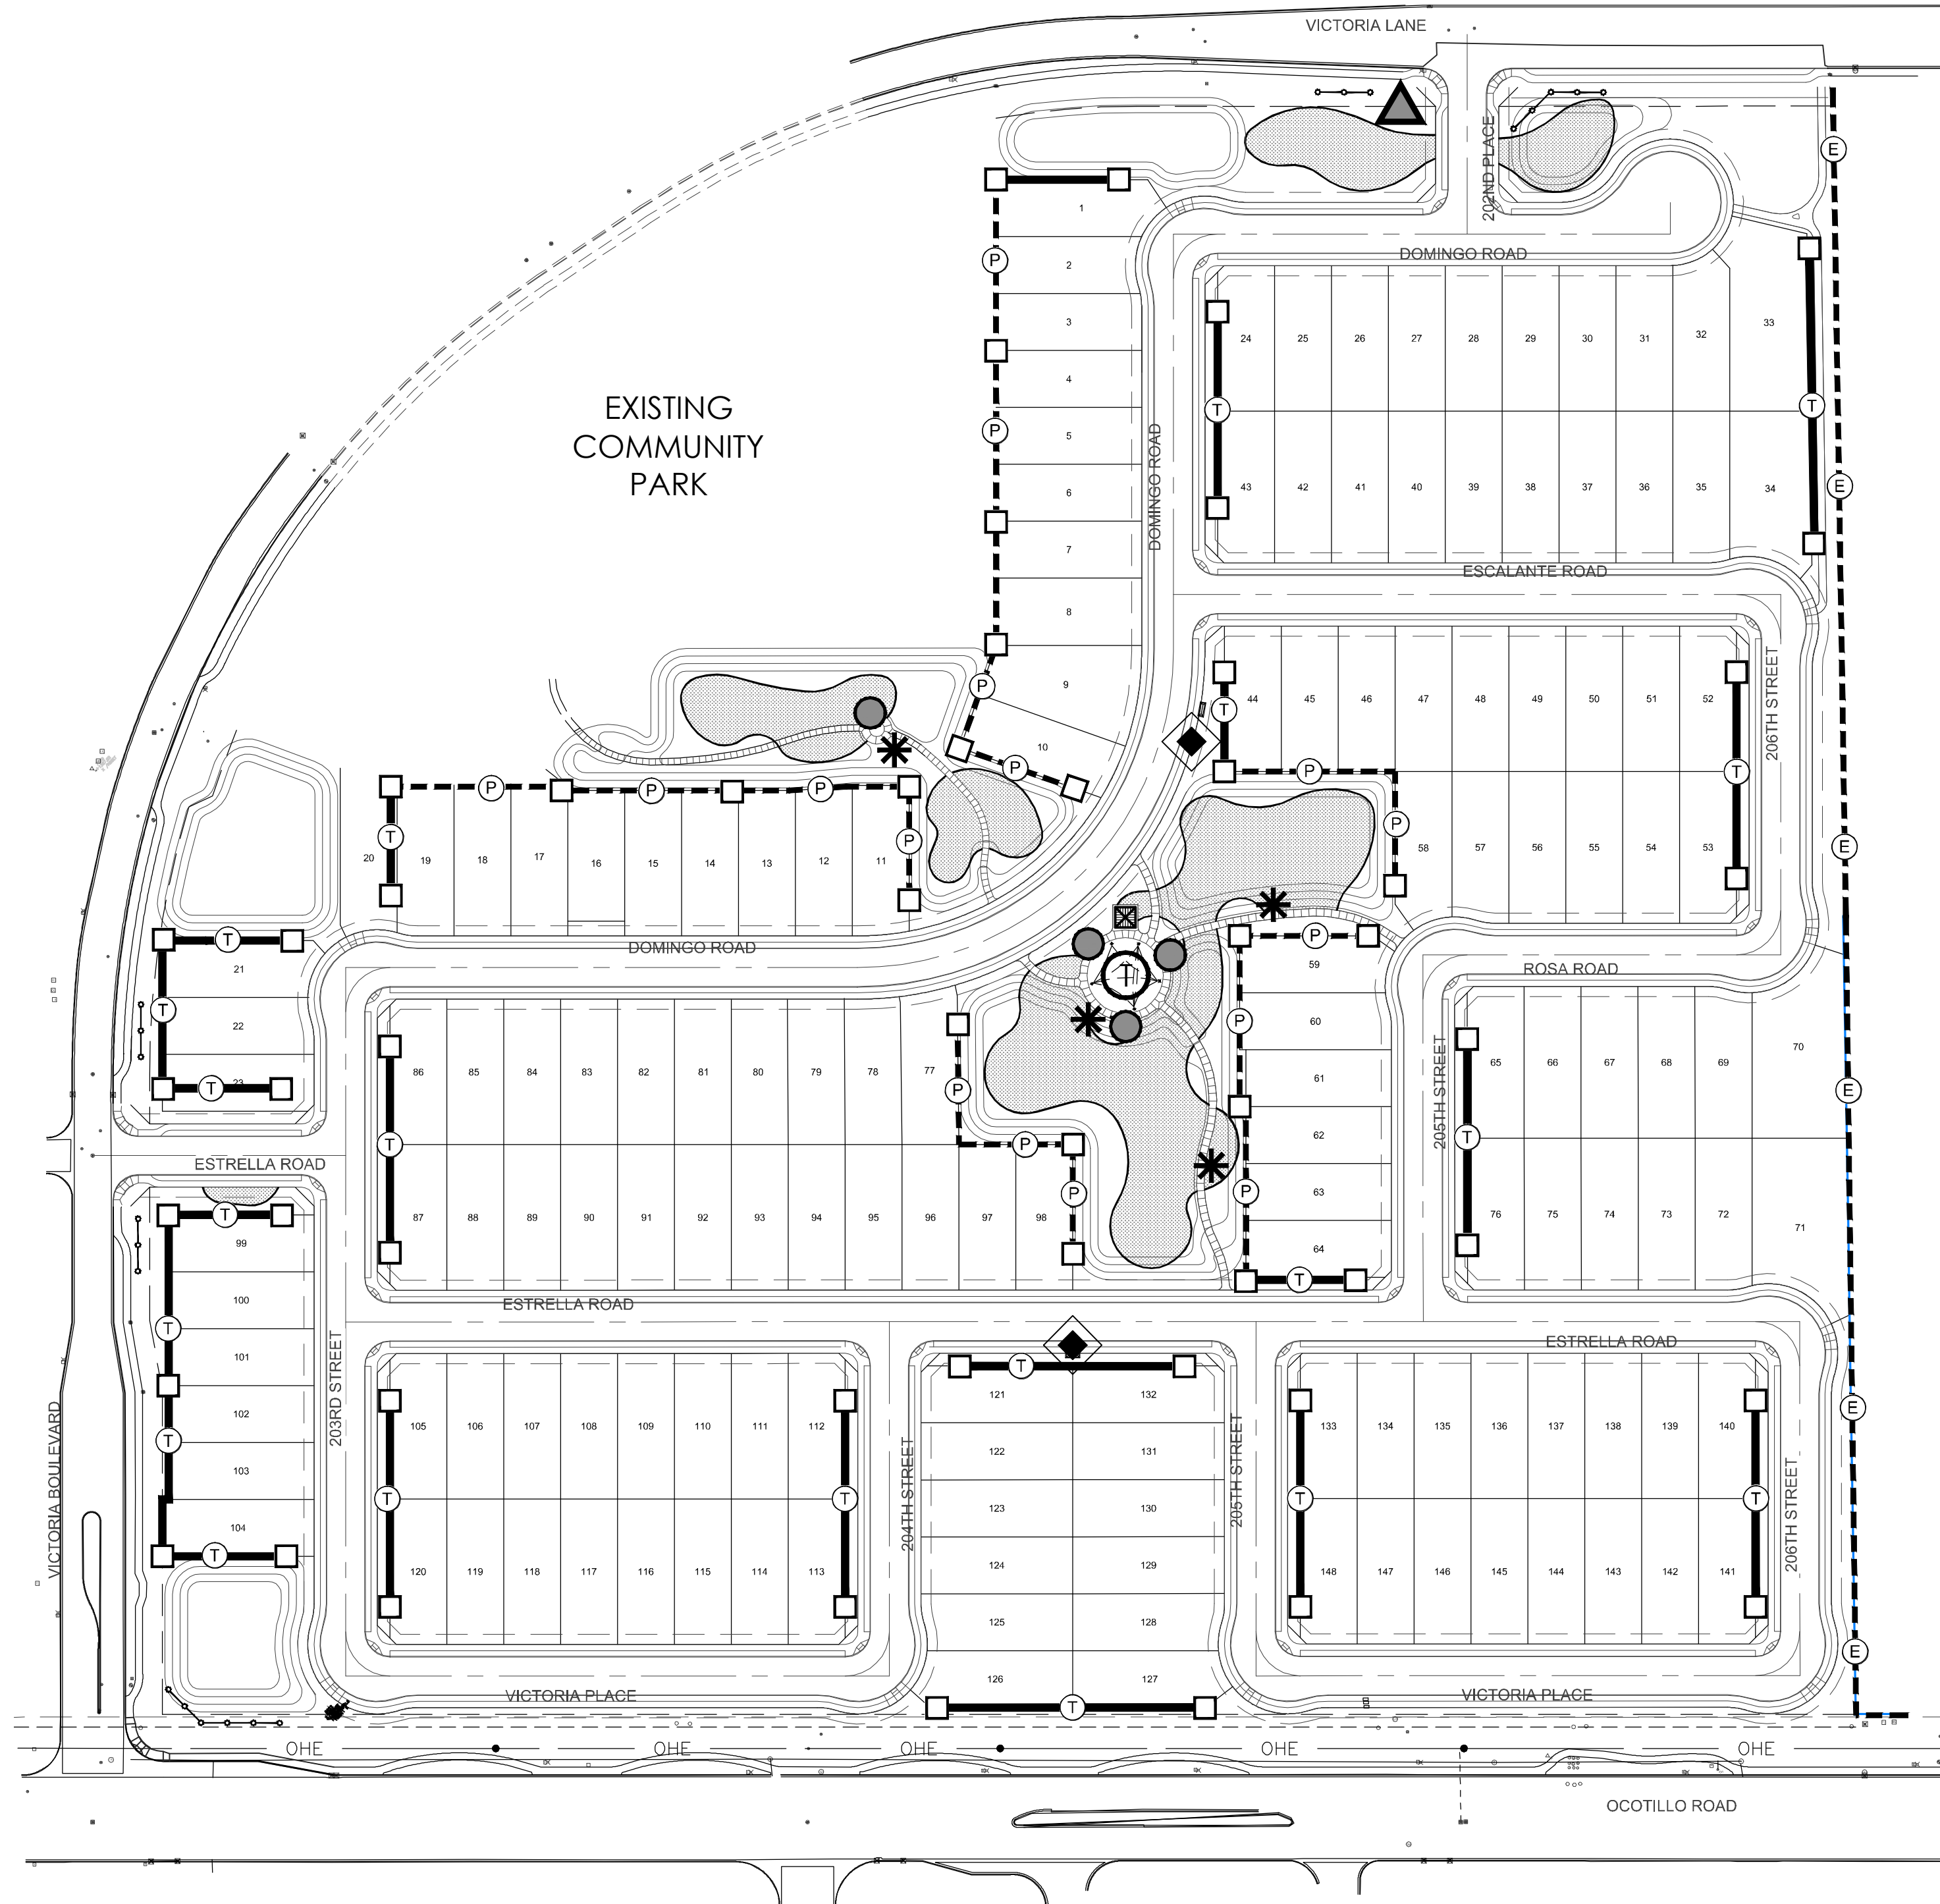 VICTORIA LANE
202ND PLACE
E
1
DOMINGO ROAD
P
2
3
33
24 25 26 27 28 29 30 31 32
EXISTING
COMMUNITY
PARK
4
T
T
P
5
DOMINGO ROAD
6
43 42 41 40 39 38 37 36 35 34
E
7
ESCALANTE ROAD
8
P
9
44 45 46 47 48 49 50 51 52
T
206TH STREET
10
P
P
T
P
P
P
P
T
P
E
20 19 18 17 16 15 14 13 12 11
58 57 56 55 54 53
T
DOMINGO ROAD
P
21
59
ROSA ROAD
T
T
22
P
60
23
T
86 85 84 83 82 81 80 79 78 77
P
61
205TH STREET
65 66 67 68 69 70
E
T
P
62
T
ESTRELLA ROAD
P
P
63
T
87 88 89 90 91 92 93 94 95 96 97 98
76 75 74 73 72 71
99
64
T
100
ESTRELLA ROAD
T
203RD STREET
ESTRELLA ROAD
101
T
121 132
E
102
105 106 107 108 109 110 111 112
133 134 135 136 137 138 139 140
T
122 131
VICTORIA BOULEVARD
103
T
T
204TH STREET
123 130
205TH STREET
T
T
206TH STREET
104
T
124 129
120 119 118 117 116 115 114 113
148 147 146 145 144 143 142 141
125 128
E
126 127
VICTORIA PLACE
T
VICTORIA PLACE
OHE OHE OHE OHE OHE
OCOTILLO ROAD